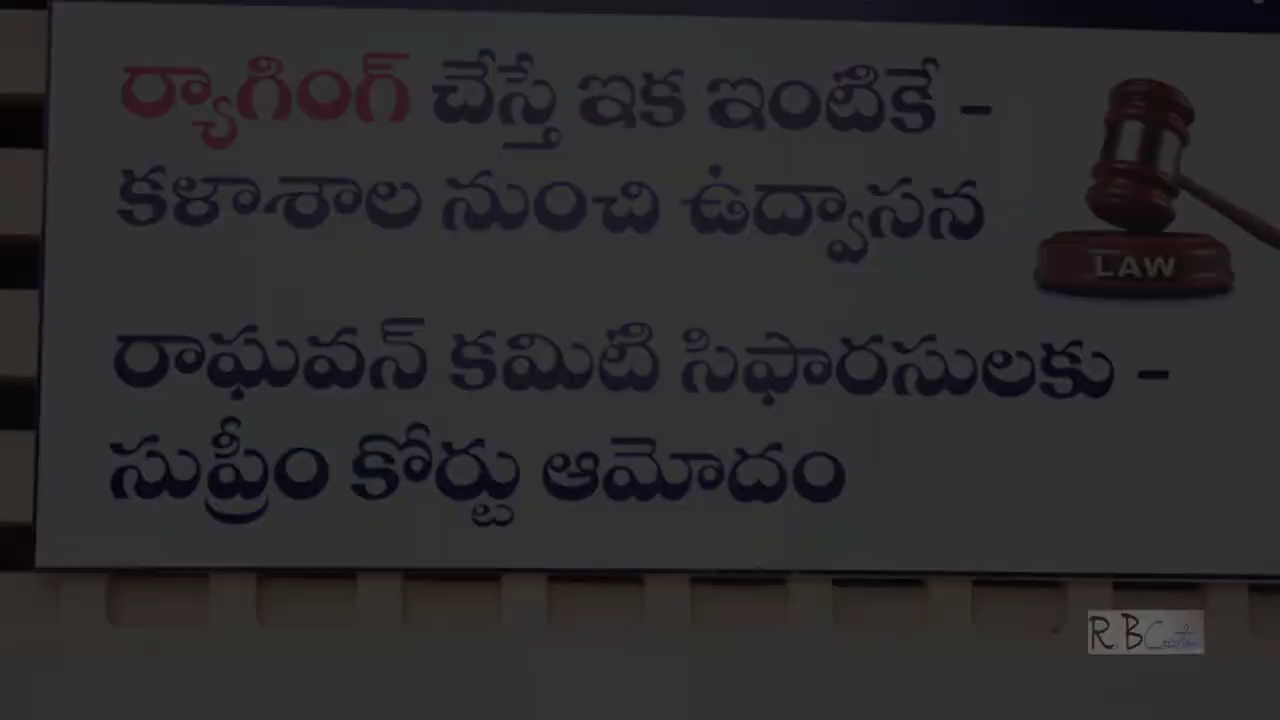 ర్యాగింగ్ చేస్తే ఇక ఇంటికే -
కళాశాల నుంచి ఉద్వాసన
LAW
రాఘవన్ కమిటి సిఫారసులకు -
సుప్రీం కోర్టు ఆమోదం
R.B